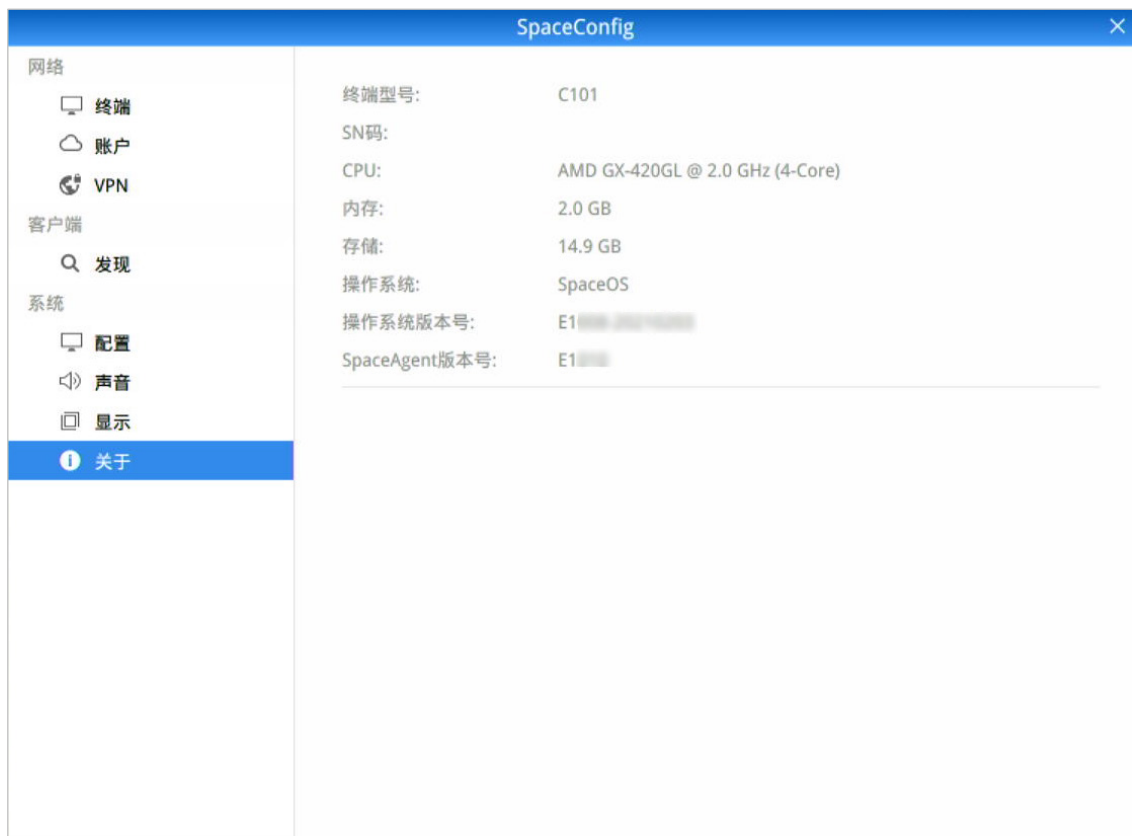 SpaceConfig
网络
终端
账户
VPN
客户端
发现
系统
配置
声音
显示
关于
终端型号: C101
SN码:
CPU: AMD GX-420GL @ 2.0 GHz (4-Core)
内存: 2.0 GB
存储: 14.9 GB
操作系统: SpaceOS
操作系统版本号: E1
SpaceAgent版本号: E1